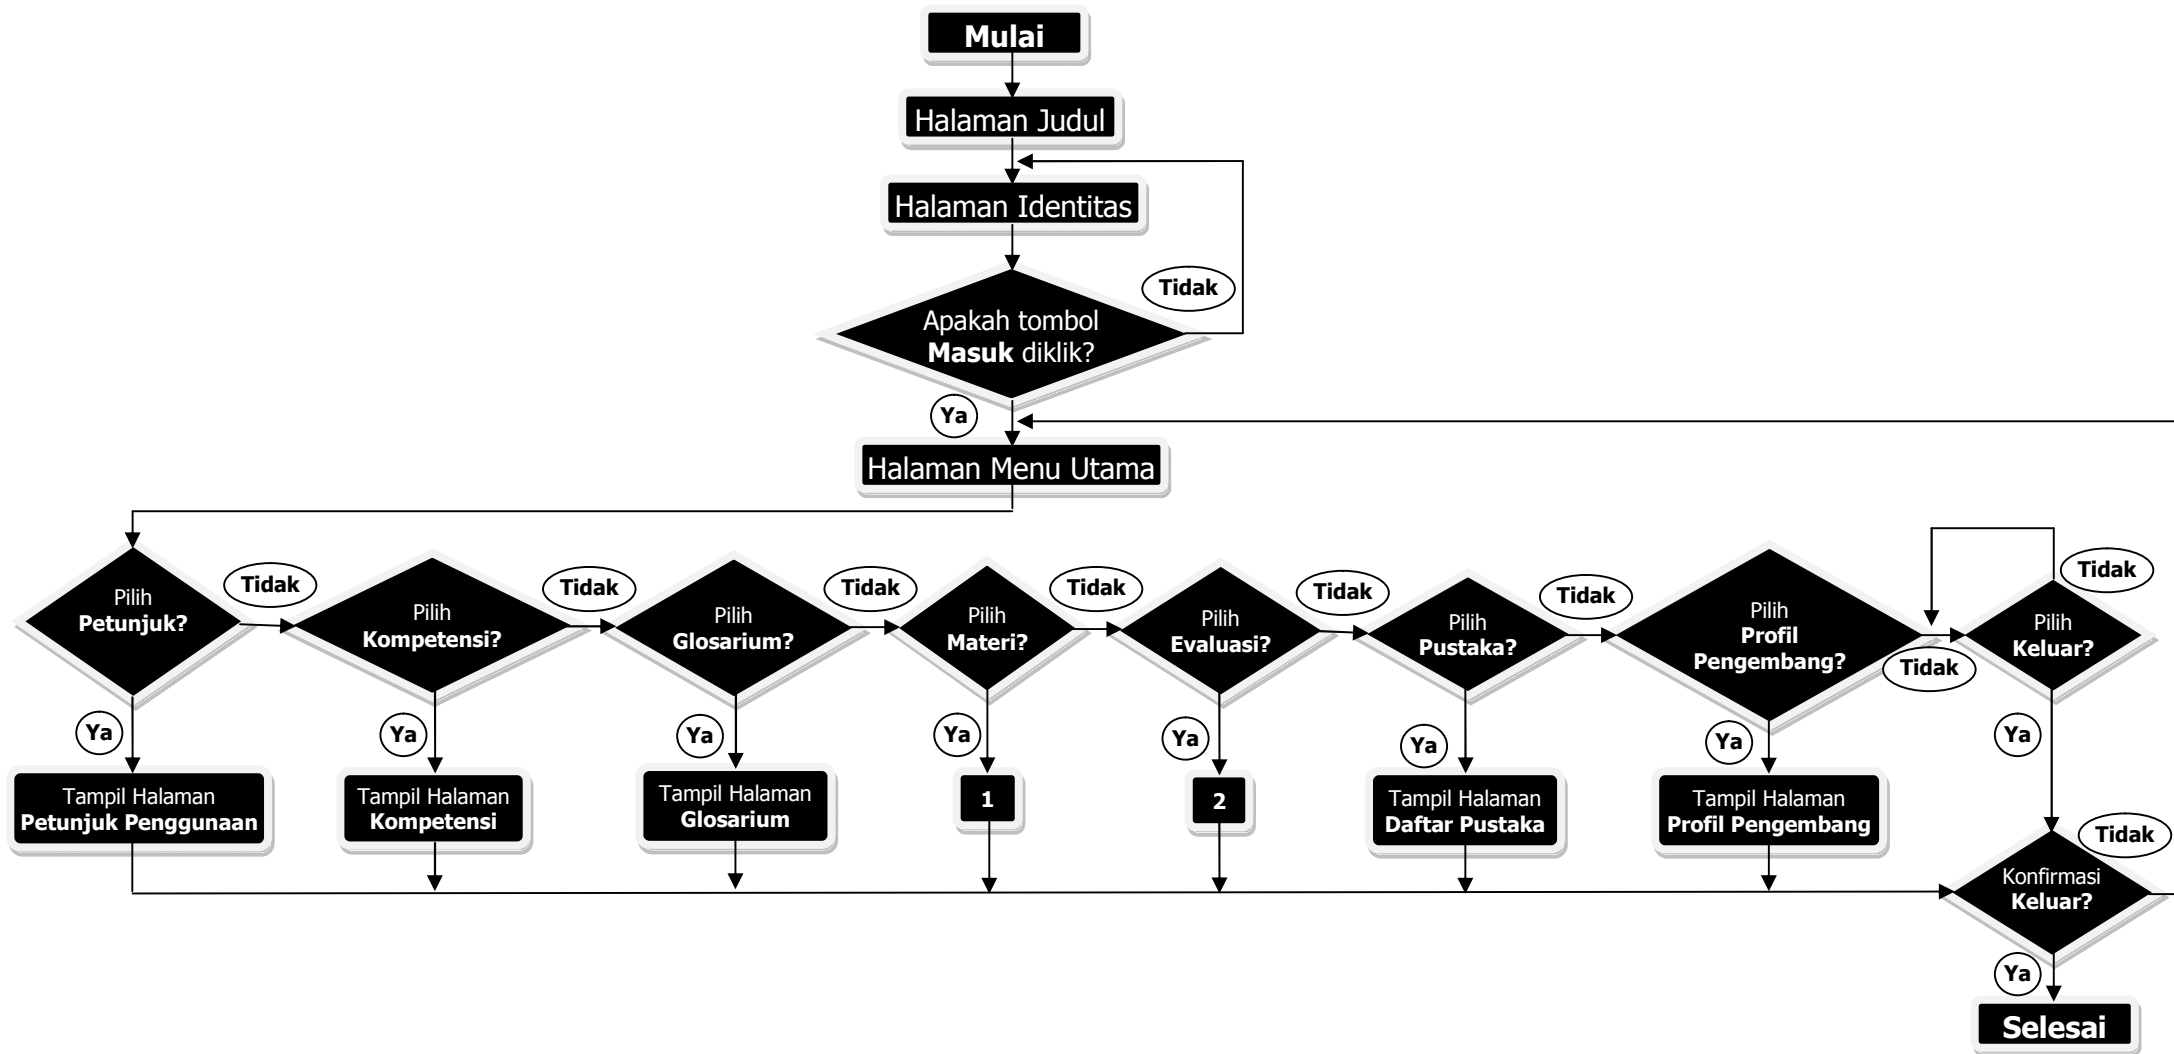 Mulai
Halaman Judul
Halaman Identitas
Tidak
Apakah tombol
Masuk diklik?
Ya
Halaman Menu Utama
Pilih
Petunjuk?
Tidak
Pilih
Kompetensi?
Tidak
Pilih
Glosarium?
Tidak
Pilih
Materi?
Tidak
Pilih
Evaluasi?
Tidak
Pilih
Pustaka?
Tidak
Pilih
Profil
Pengembang?
Tidak
Pilih
Keluar?
Tidak
Ya
Ya
Ya
Ya
Ya
Ya
Ya
Ya
Tampil Halaman
Petunjuk Penggunaan
Tampil Halaman
Kompetensi
Tampil Halaman
Glosarium
1
2
Tampil Halaman
Daftar Pustaka
Tampil Halaman
Profil Pengembang
Tidak
Konfirmasi
Keluar?
Ya
Selesai